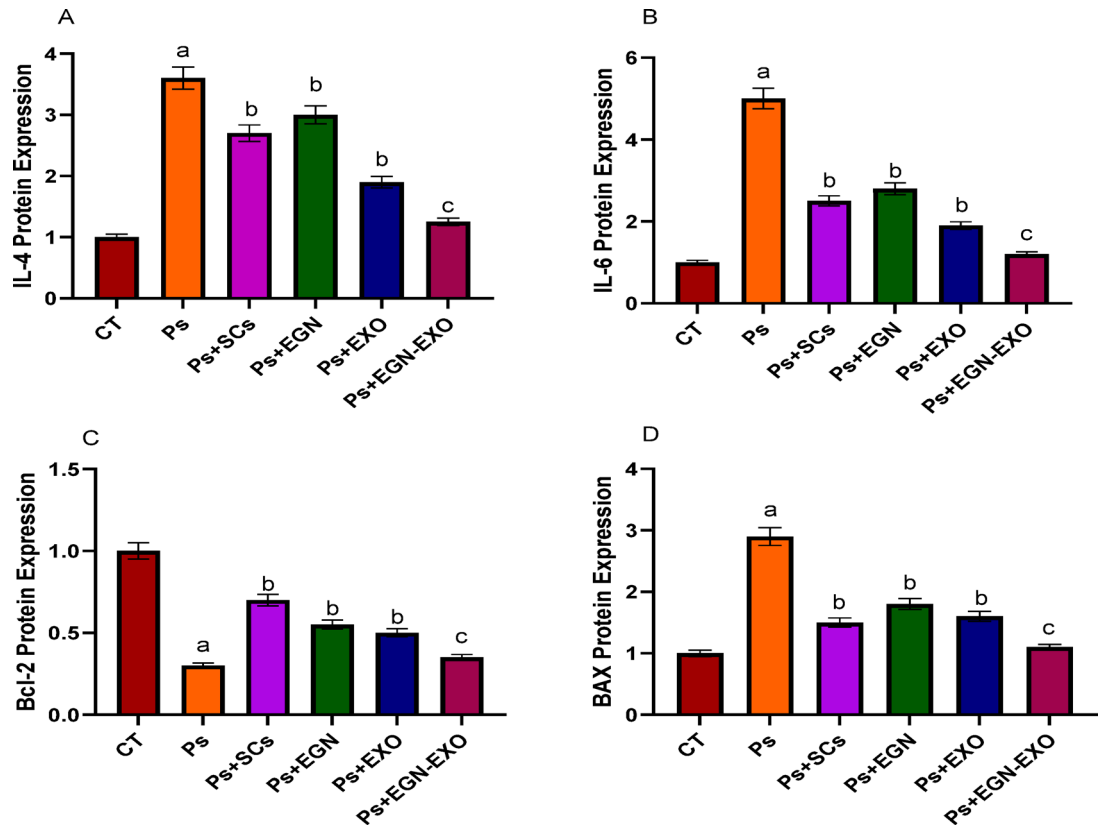 A
IL-4 Protein Expression
4
3
2
1
0
a
b
b
b
c
CT
Ps
Ps+SCs
Ps+EGN
Ps+EXO
Ps+EGN-EXO
B
IL-6 Protein Expression
6
4
2
0
a
b
b
b
c
CT
Ps
Ps+SCs
Ps+EGN
Ps+EXO
Ps+EGN-EXO
C
Bcl-2 Protein Expression
1.5
1.0
0.5
0.0
a
b
b
b
c
CT
Ps
Ps+SCs
Ps+EGN
Ps+EXO
Ps+EGN-EXO
D
BAX Protein Expression
4
3
2
1
0
a
b
b
b
c
CT
Ps
Ps+SCs
Ps+EGN
Ps+EXO
Ps+EGN-EXO